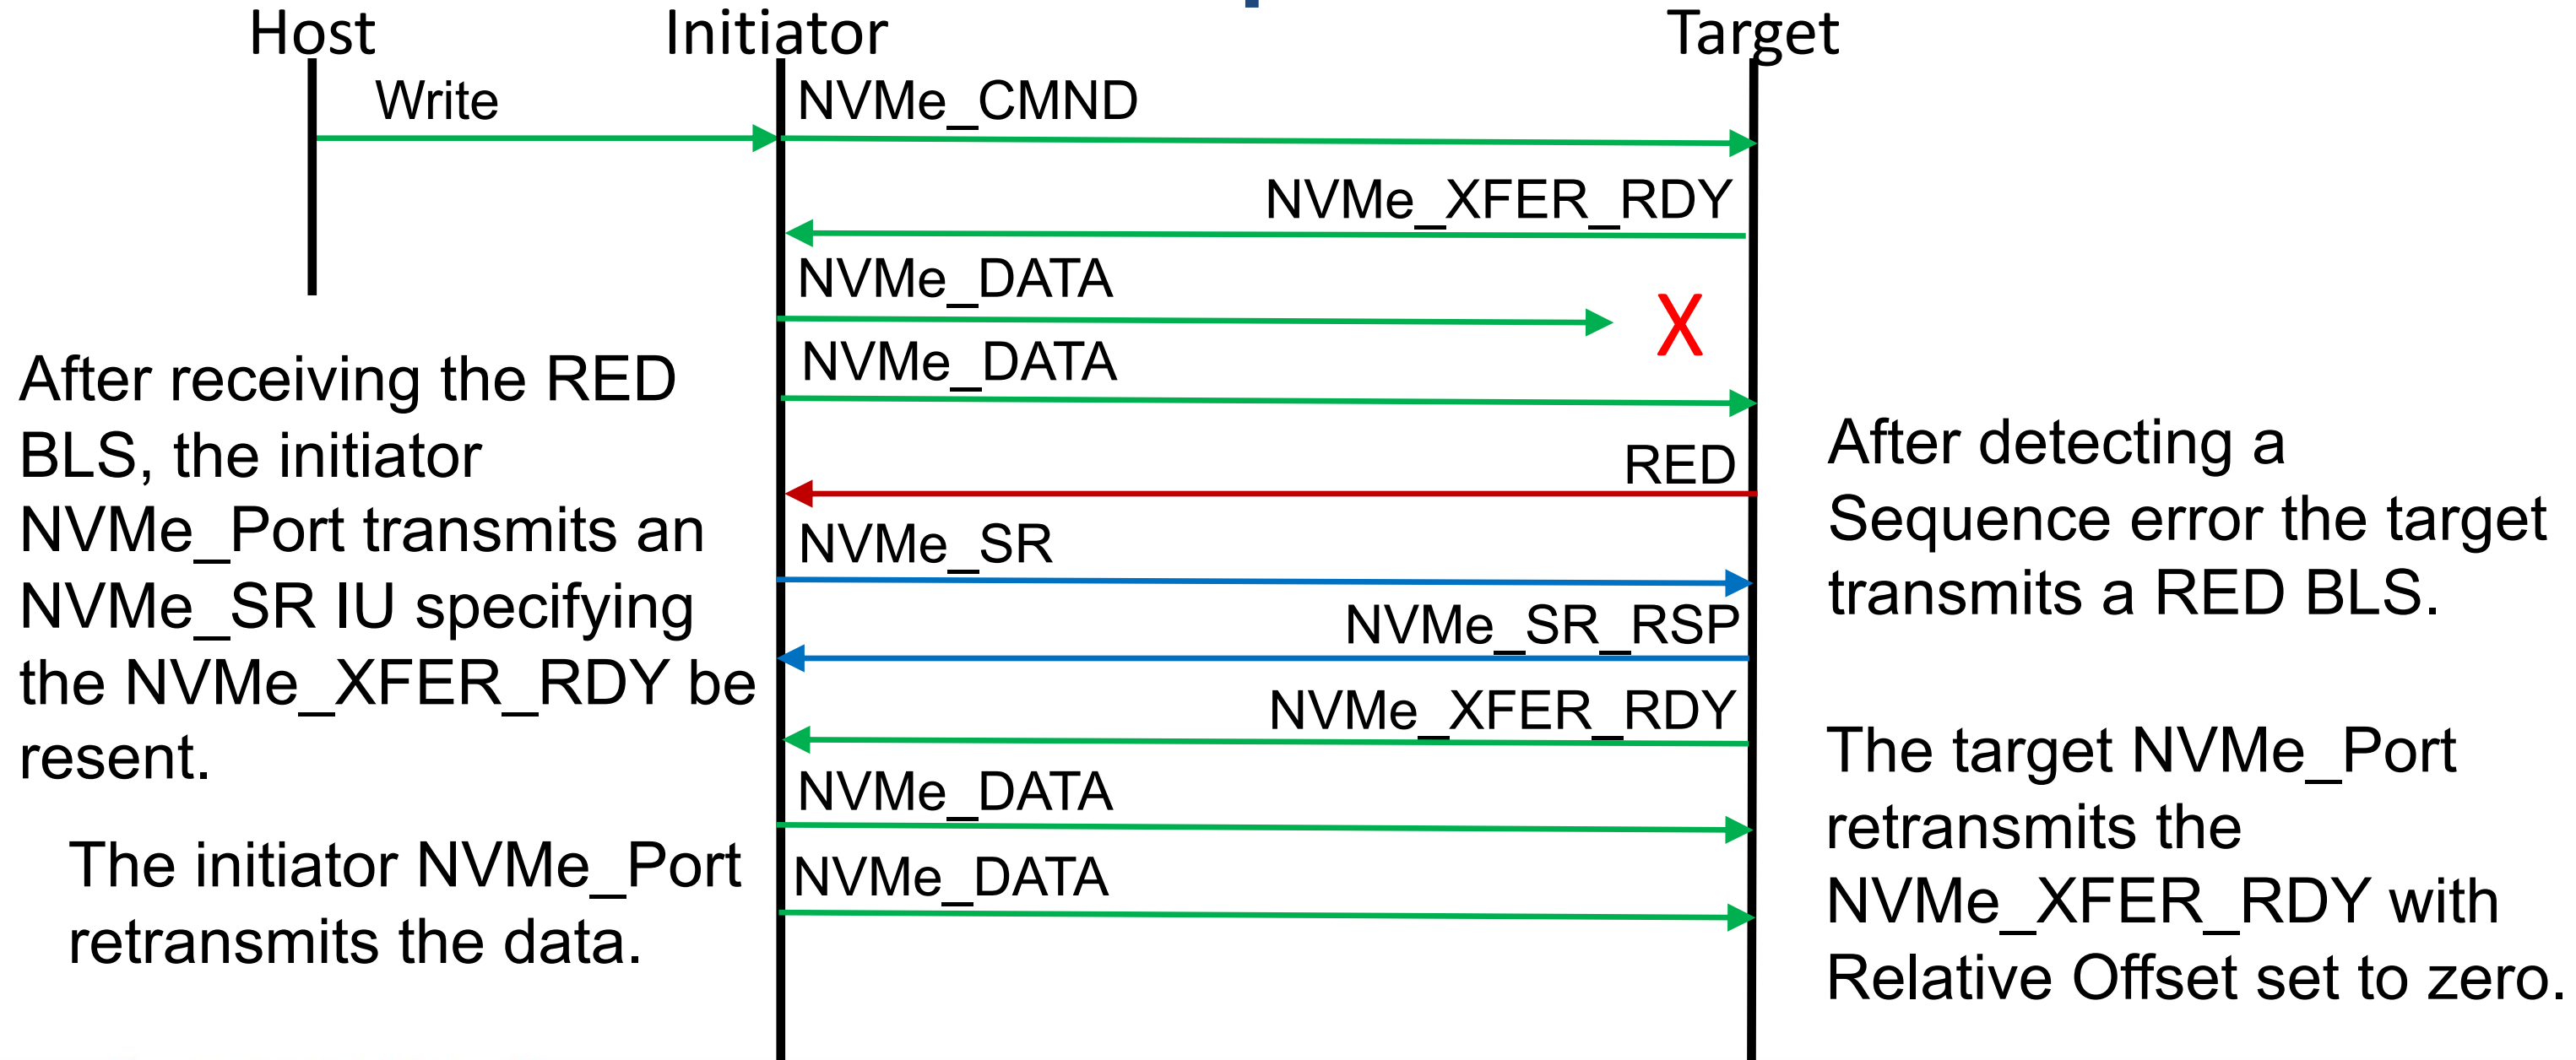 Host Initiator Target
Write
NVMe_CMND
NVMe_XFER_RDY
NVMe_DATA
X
NVMe_DATA
RED
NVMe_SR
NVMe_SR_RSP
NVMe_XFER_RDY
NVMe_DATA
NVMe_DATA
After receiving the RED
BLS, the initiator
NVMe_Port transmits an
NVMe_SR IU specifying
the NVMe_XFER_RDY be
resent.
The initiator NVMe_Port
retransmits the data.
After detecting a
Sequence error the target
transmits a RED BLS.
The target NVMe_Port
retransmits the
NVMe_XFER_RDY with
Relative Offset set to zero.